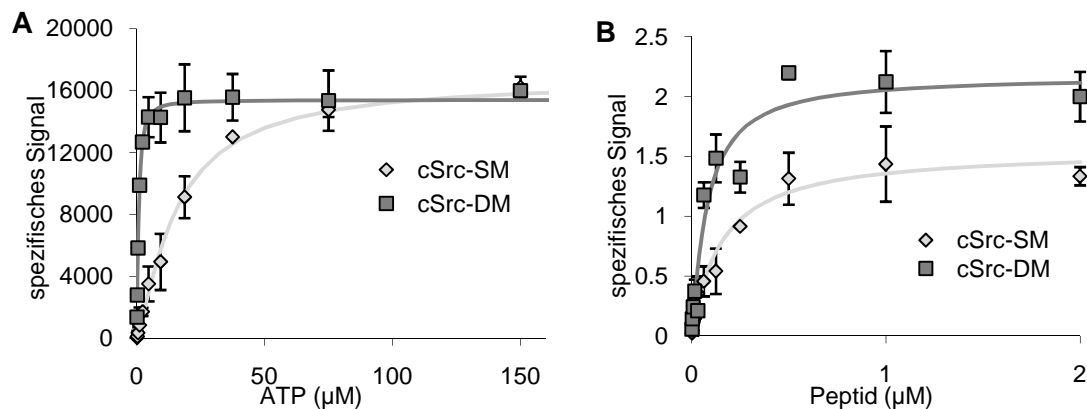 A
spezifisches Signal
20000
16000
12000
8000
4000
0
cSrc-SM
cSrc-DM
0
50
100
150
ATP (µM)
B
spezifisches Signal
2.5
2
1.5
1
0.5
0
cSrc-SM
cSrc-DM
0
1
2
Peptid (µM)